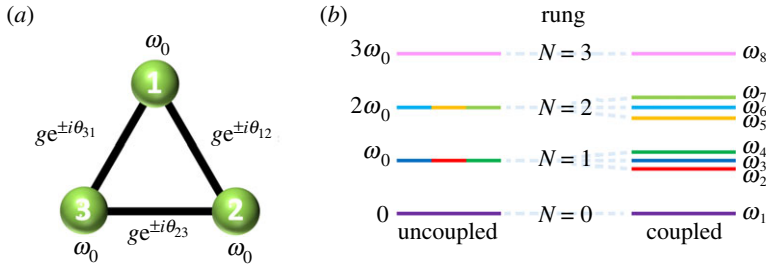 (a)
ω₀
1
ge^{±iθ₃₁}
ge^{±iθ₁₂}
3
2
ω₀
ge^{±iθ₂₃}
ω₀
(b)
rung
3ω₀
N = 3
ω₈
2ω₀
N = 2
ω₇
ω₆
ω₅
ω₀
N = 1
ω₄
ω₃
ω₂
0
N = 0
ω₁
uncoupled
coupled